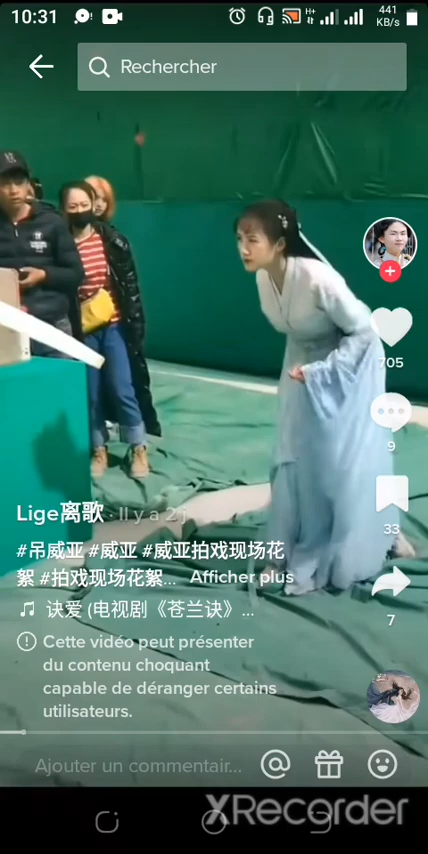 10:31
H+
441
KB/s
Rechercher
705
9
33
7
Lige离歌 · Il y a 2 j
#吊威亚 #威亚 #威亚拍戏现场花
絮 #拍戏现场花絮... Afficher plus
诀爱 (电视剧《苍兰诀》...
Cette vidéo peut présenter
du contenu choquant
capable de déranger certains
utilisateurs.
Ajouter un commentair...
XRecorder